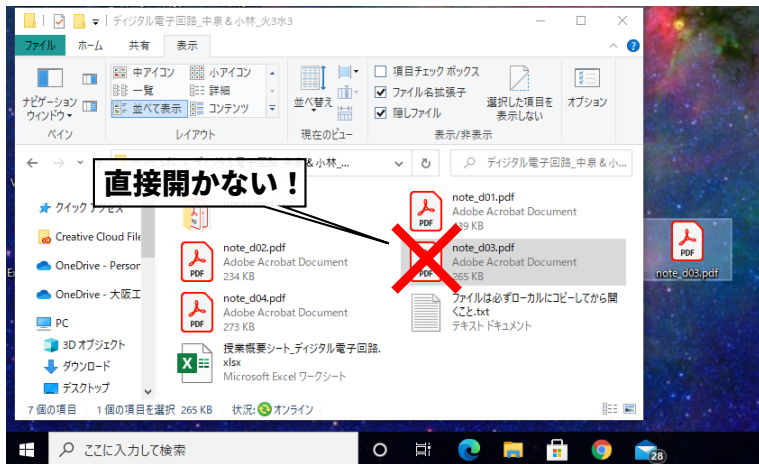 ディジタル電子回路_中泉&小林_火3水3
ファイル ホーム 共有 表示
ナビゲーション
ウィンドウ
ペイン
中アイコン 小アイコン
一覧 詳細
並べて表示 コンテンツ
レイアウト
並べ替え
現在のビュー
項目チェック ボックス
ファイル名拡張子
隠しファイル
選択した項目を
表示しない
表示/非表示
オプション
&小林_...
ディジタル電子回路_中泉&小...
直接開かない!
クイック アクセス
Creative Cloud File
OneDrive - Person
OneDrive - 大阪工
PC
3D オブジェクト
ダウンロード
デスクトップ
note_d01.pdf
Adobe Acrobat Document
PDF
note_d02.pdf
Adobe Acrobat Document
234 KB
PDF
note_d03.pdf
Adobe Acrobat Document
265 KB
PDF
note_d04.pdf
Adobe Acrobat Document
273 KB
PDF
ファイルは必ずローカルにコピーしてから開
くこと.txt
テキスト ドキュメント
授業概要シート_ディジタル電子回路.
xlsx
Microsoft Excel ワークシート
PDF
note_d03.pdf
7 個の項目 1 個の項目を選択 265 KB 状況: オンライン
ここに入力して検索
28